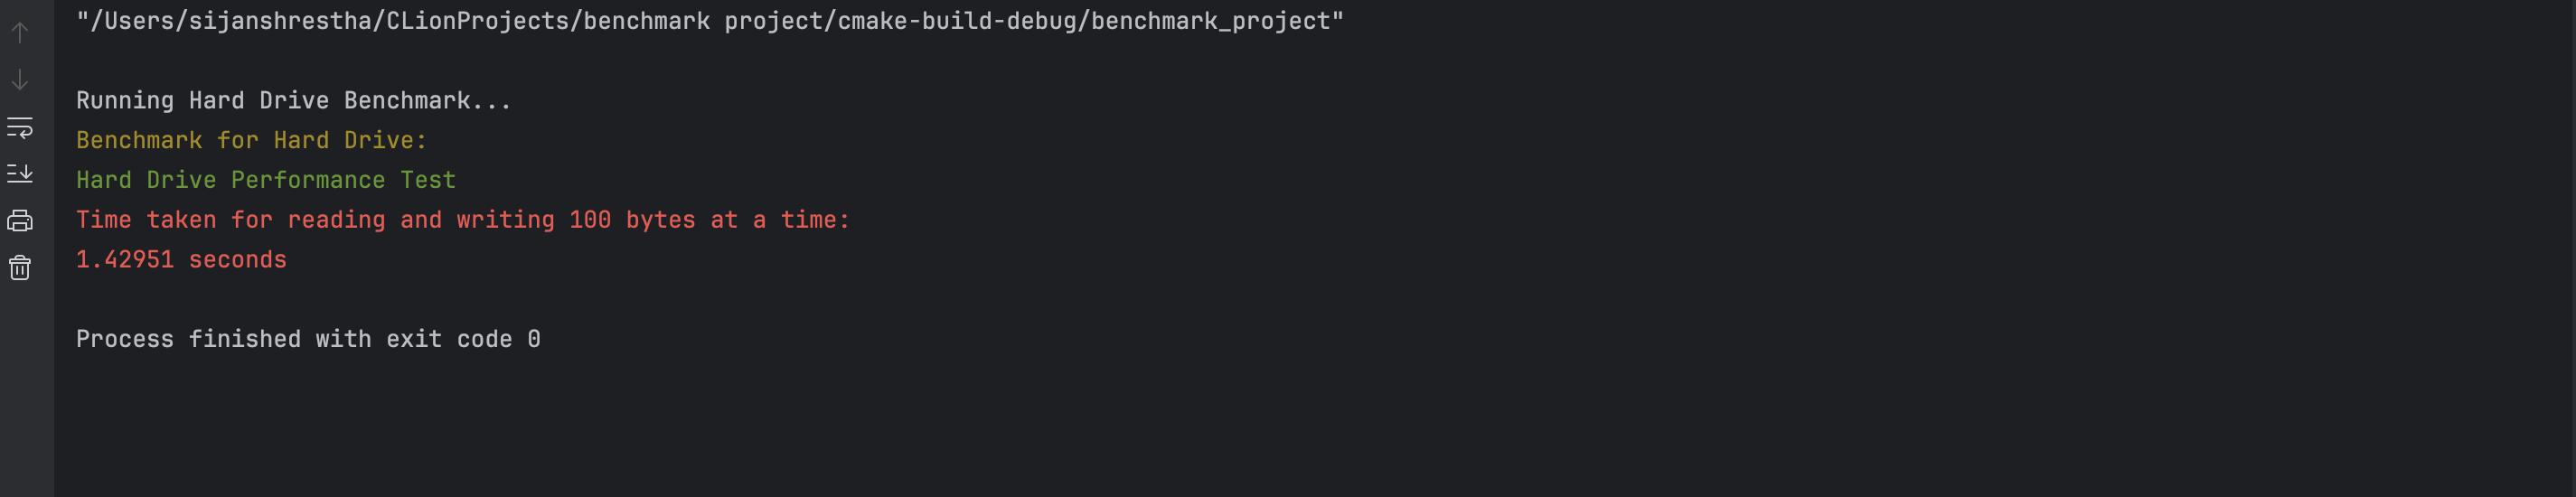 "/Users/sijanshrestha/CLionProjects/benchmark project/cmake-build-debug/benchmark_project"
Running Hard Drive Benchmark...
Benchmark for Hard Drive:
Hard Drive Performance Test
Time taken for reading and writing 100 bytes at a time:
1.42951 seconds
Process finished with exit code 0